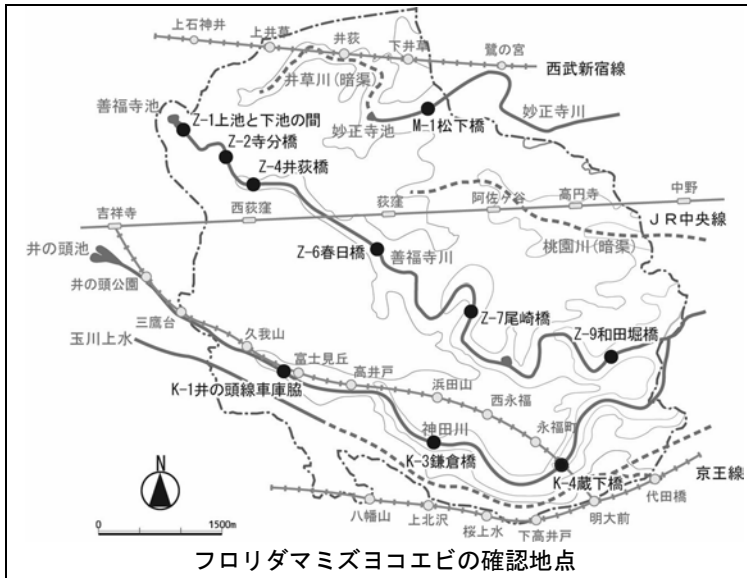 上石神井
上井草
井荻
下井草
鷺の宮
西武新宿線
井草川(暗渠)
善福寺池
Z-1上池と下池の間
妙正寺池
M-1松下橋
妙正寺川
Z-2寺分橋
Z-4井荻橋
吉祥寺
西荻窪
荻窪
阿佐ヶ谷
高円寺
中野
JR中央線
井の頭池
Z-6春日橋
善福寺川
桃園川(暗渠)
井の頭公園
三鷹台
Z-7尾崎橋
Z-9和田堀橋
玉川上水
久我山
富士見丘
高井戸
K-1井の頭線車庫脇
浜田山
西永福
神田川
永福町
K-3鎌倉橋
K-4蔵下橋
京王線
N
0
1500m
八幡山
上北沢
桜上水
下高井戸
明大前
代田橋
フロリダマミズヨコエビの確認地点